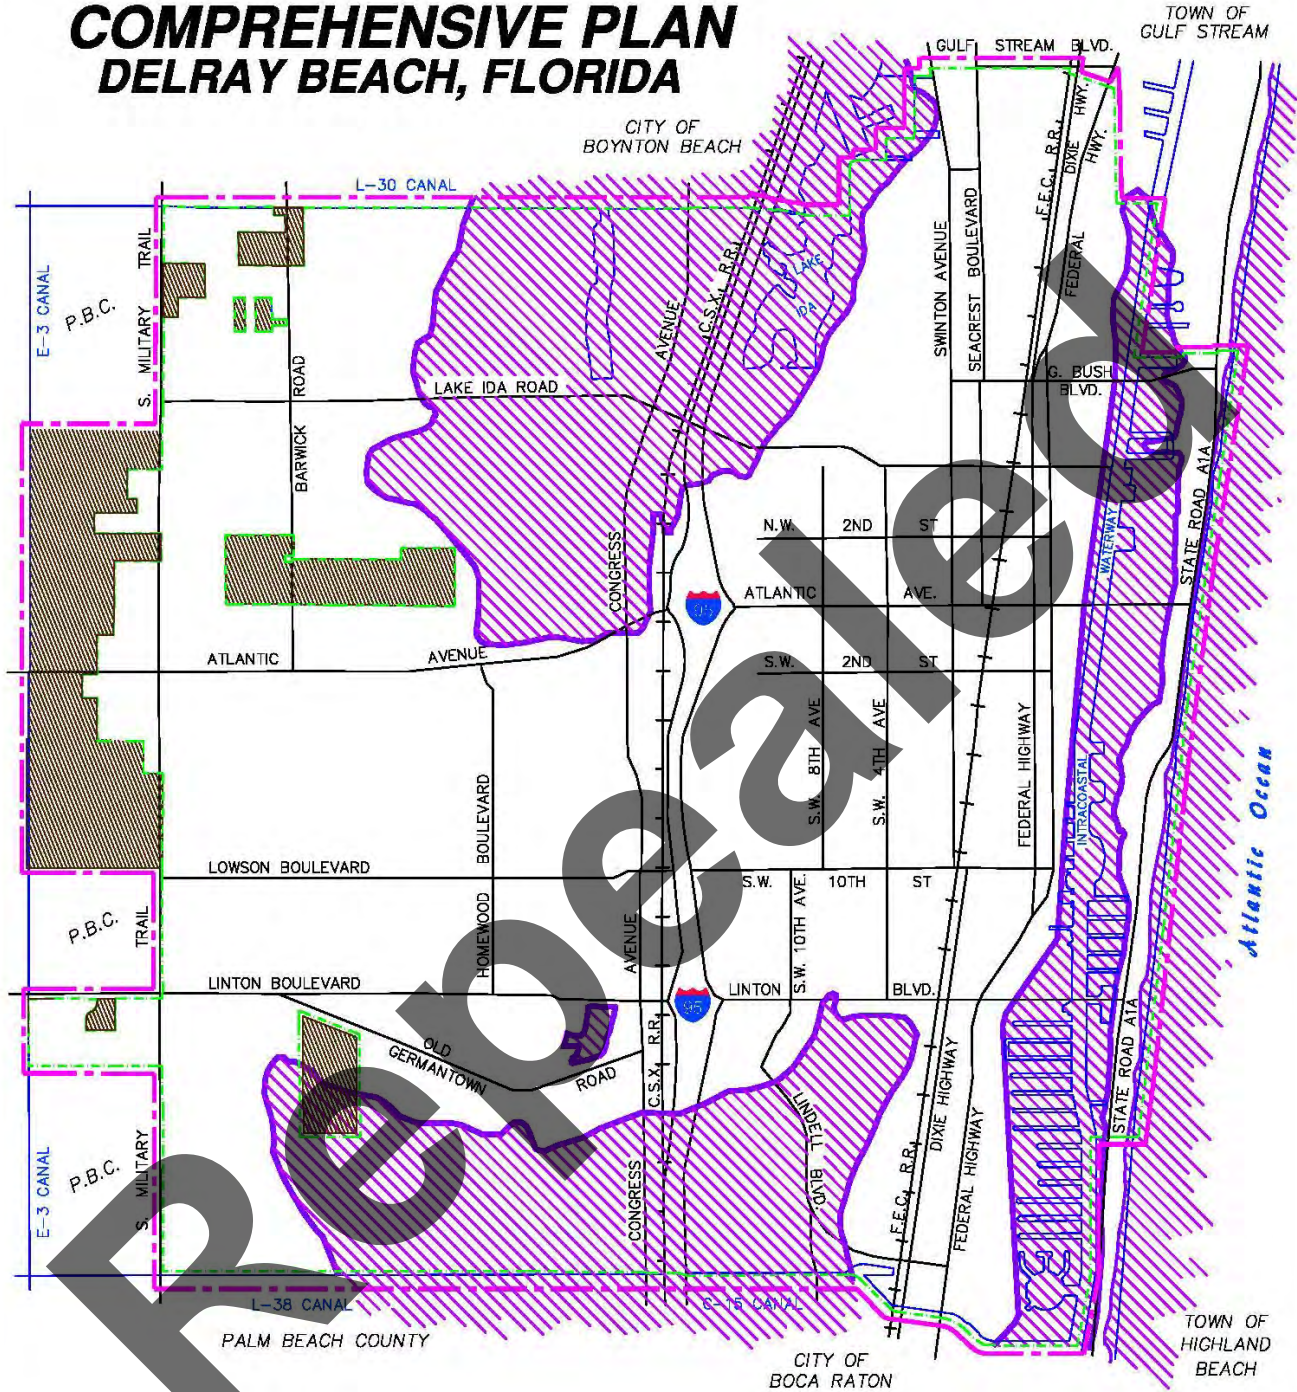 COMPREHENSIVE PLAN
DELRAY BEACH, FLORIDA
TOWN OF
GULF STREAM
GULF STREAM BLVD.
CITY OF
BOYNTON BEACH
L-30 CANAL
E-3 CANAL
P.B.C.
S. MILITARY TRAIL
BARWICK ROAD
LAKE IDA ROAD
CONGRESS AVENUE
C.S.X. R.R.
LAKE
IDA
SWINTON AVENUE
SEACREST BOULEVARD
F.E.C. R.R.
DIXIE HWY.
FEDERAL HWY.
G. BUSH
BLVD.
N.W. 2ND ST
ATLANTIC AVE.
95
S.W. 2ND ST
WATERWAY
STATE ROAD A1A
ATLANTIC AVENUE
S.W. 8TH AVE
S.W. 4TH AVE
FEDERAL HIGHWAY
INTRACOASTAL
Atlantic Ocean
HOMEWOOD BOULEVARD
LOWSON BOULEVARD
S.W. 10TH ST
P.B.C.
TRAIL
AVENUE
S.W. 10TH AVE.
LINTON BOULEVARD
LINTON BLVD.
95
OLD
GERMANTOWN
ROAD
C.S.X. R.R.
LINDELL BLVD.
DIXIE HIGHWAY
STATE ROAD A1A
P.B.C.
E-3 CANAL
S. MILITARY
CONGRESS
F.E.C. R.R.
FEDERAL HIGHWAY
L-38 CANAL
C-15 CANAL
PALM BEACH COUNTY
CITY OF
BOCA RATON
TOWN OF
HIGHLAND
BEACH
Repealed